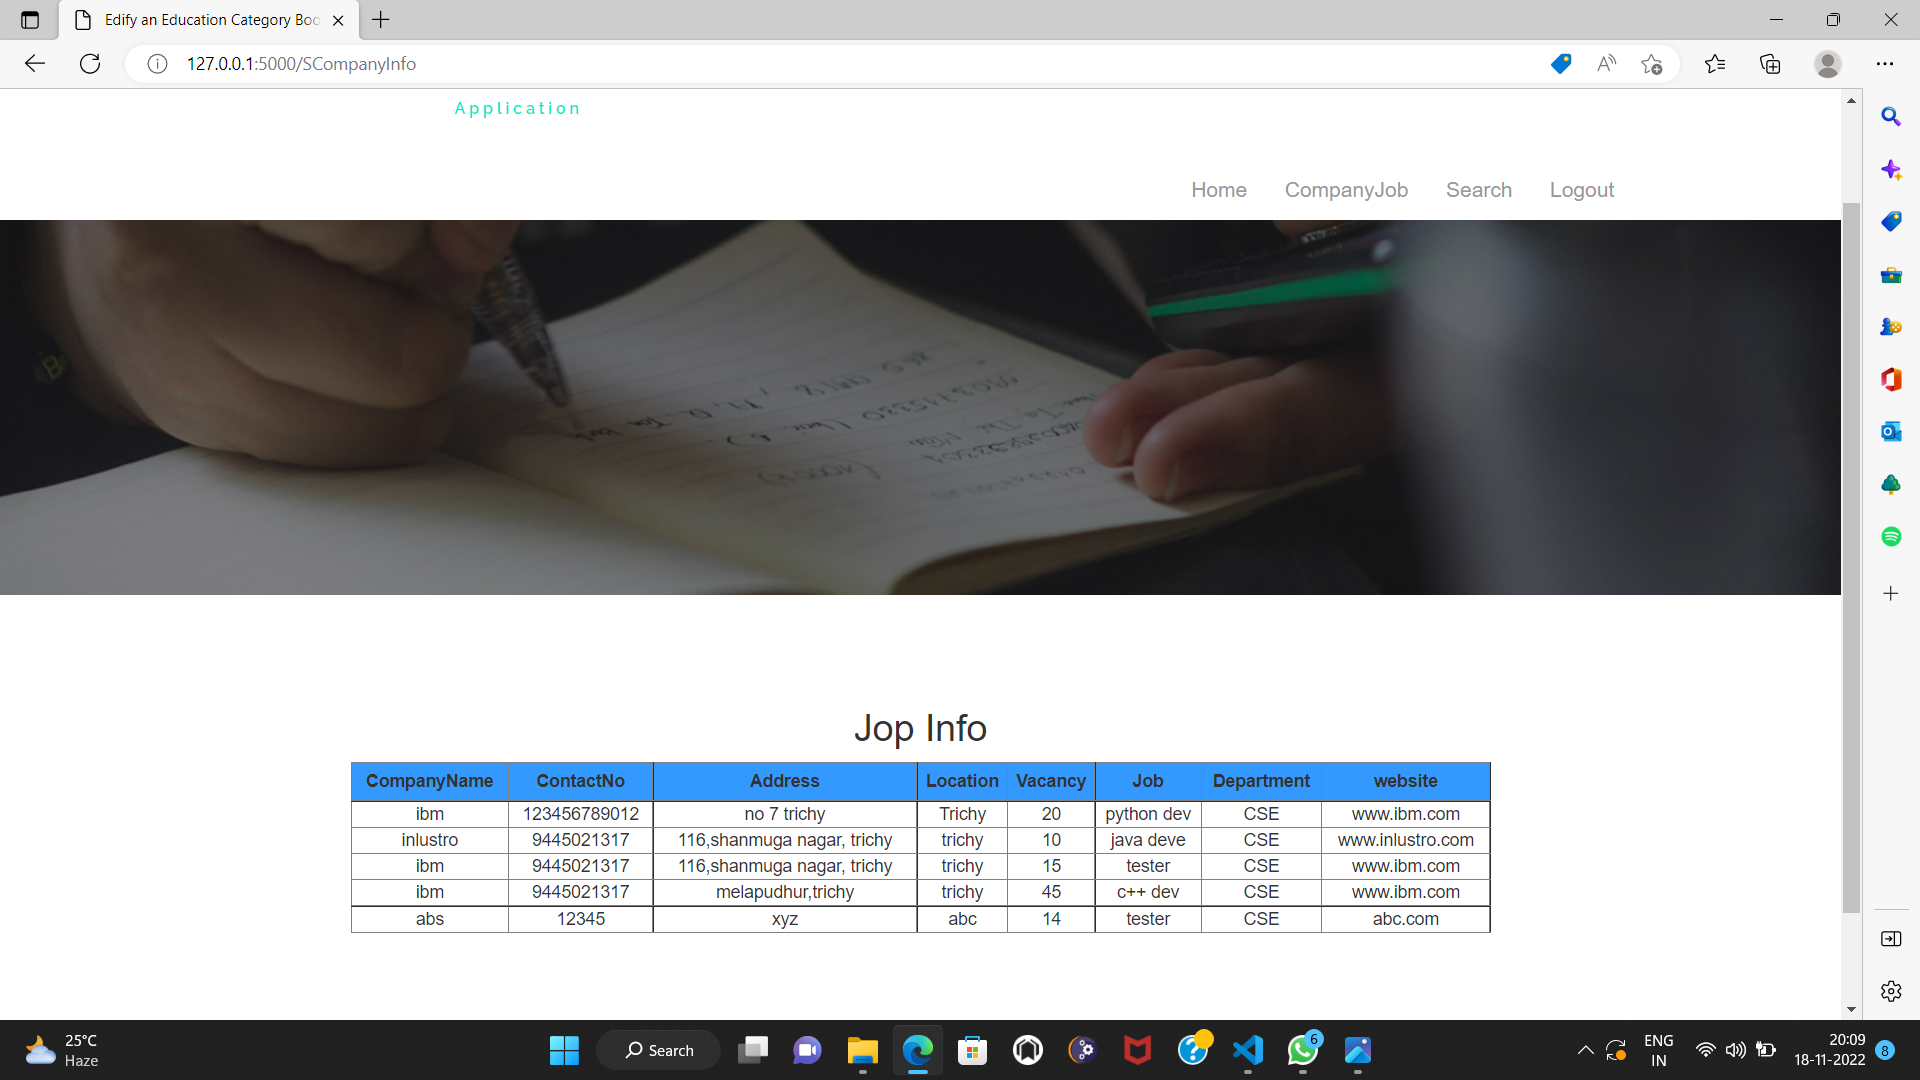 Edify an Education Category Boo
127.0.0.1:5000/SCompanyInfo
Application
Home CompanyJob Search Logout
Jop Info
CompanyName ContactNo Address Location Vacancy Job Department website
ibm 123456789012 no 7 trichy Trichy 20 python dev CSE www.ibm.com
inlustro 9445021317 116,shanmuga nagar, trichy trichy 10 java deve CSE www.inlustro.com
ibm 9445021317 116,shanmuga nagar, trichy trichy 15 tester CSE www.ibm.com
ibm 9445021317 melapudhur,trichy trichy 45 c++ dev CSE www.ibm.com
abs 12345 xyz abc 14 tester CSE abc.com
25°C
Haze
Search
6
ENG
IN
20:09
18-11-2022
8